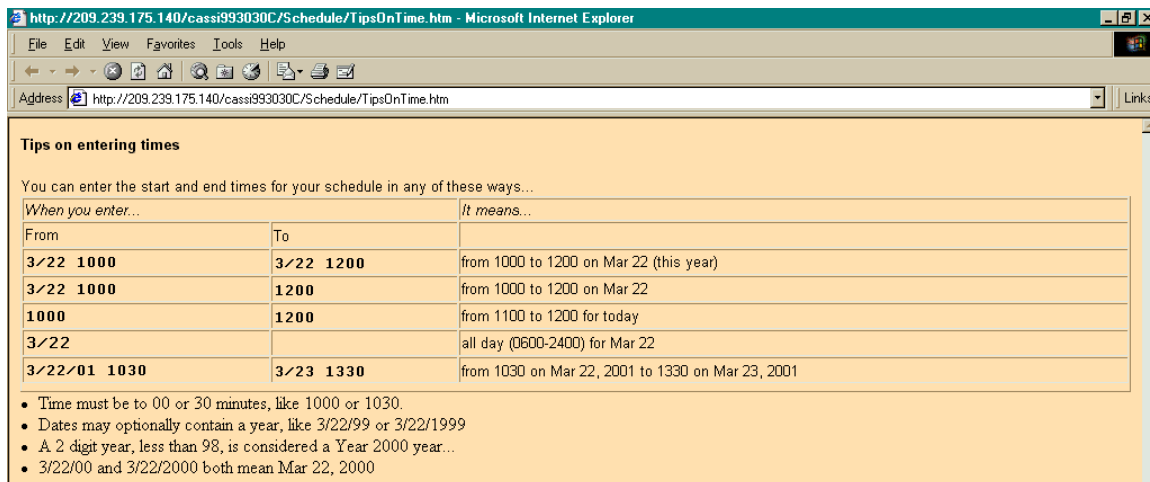 http://209.239.175.140/cassi993030C/Schedule/TipsOnTime.htm - Microsoft Internet Explorer
File Edit View Favorites Tools Help
Address http://209.239.175.140/cassi993030C/Schedule/TipsOnTime.htm Links
Tips on entering times
You can enter the start and end times for your schedule in any of these ways...
When you enter... It means...
From To
3/22 1000 3/22 1200 from 1000 to 1200 on Mar 22 (this year)
3/22 1000 1200 from 1000 to 1200 on Mar 22
1000 1200 from 1100 to 1200 for today
3/22 all day (0600-2400) for Mar 22
3/22/01 1030 3/23 1330 from 1030 on Mar 22, 2001 to 1330 on Mar 23, 2001
• Time must be to 00 or 30 minutes, like 1000 or 1030.
• Dates may optionally contain a year, like 3/22/99 or 3/22/1999
• A 2 digit year, less than 98, is considered a Year 2000 year...
• 3/22/00 and 3/22/2000 both mean Mar 22, 2000